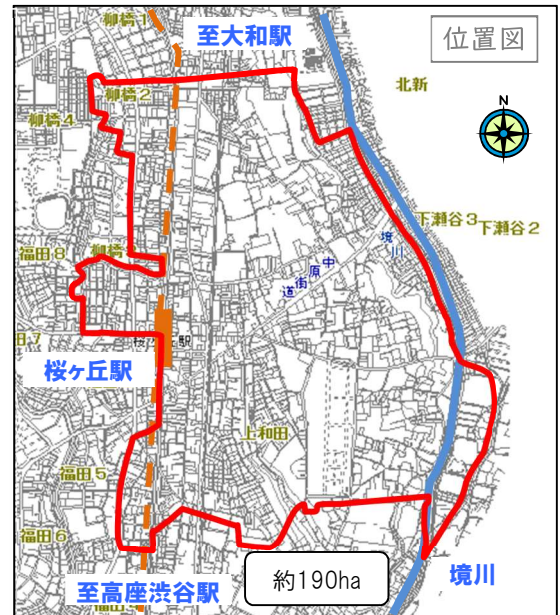 柳橋1
至大和駅
位置図
北新
柳橋2
N
柳橋4
下瀬谷3
下瀬谷2
境川
中原街道
福田8
桜ヶ丘駅
上和田
福田5
福田6
約190ha
至高座渋谷駅
境川